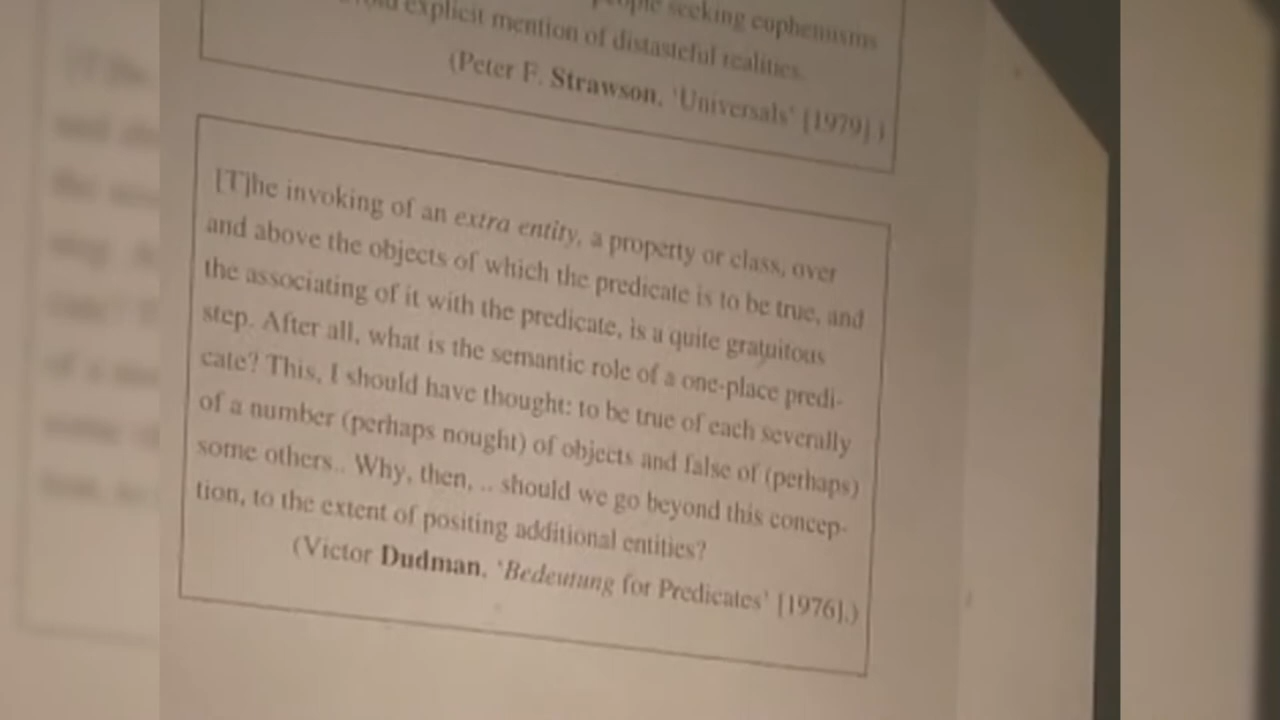 people seeking euphemisms
explicit mention of distasteful realities.
(Peter F. Strawson, 'Universals' [1979].)
[T]he invoking of an extra entity, a property or class, over
and above the objects of which the predicate is to be true, and
the associating of it with the predicate, is a quite gratuitous
step. After all, what is the semantic role of a one-place predi-
cate? This, I should have thought: to be true of each severally
of a number (perhaps nought) of objects and false of (perhaps)
some others.. Why, then, .. should we go beyond this concep-
tion, to the extent of positing additional entities?
(Victor Dudman, 'Bedeutung for Predicates' [1976].)